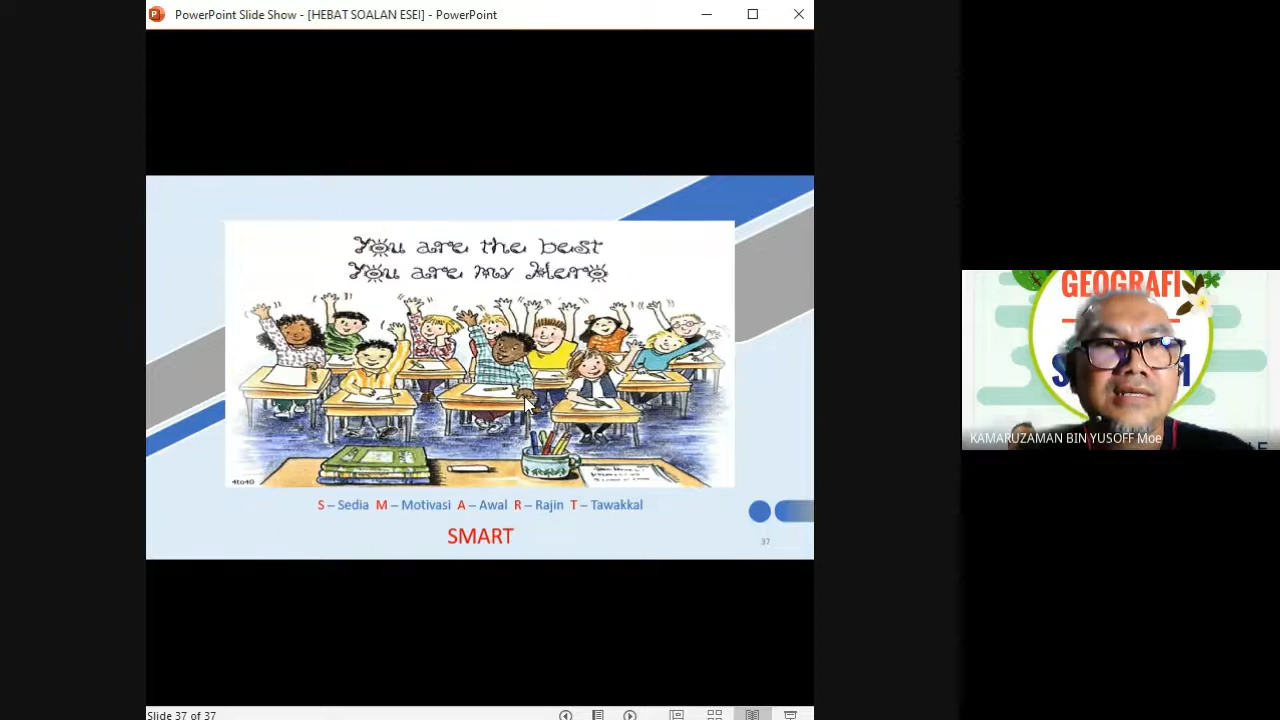 PowerPoint Slide Show - [HEBAT SOALAN ESEI] - PowerPoint
You are the best
You are my Hero
4to40
S – Sedia M – Motivasi A – Awal R – Rajin T – Tawakkal
SMART
37
Slide 37 of 37
GEOGRAFI
KAMARUZAMAN BIN YUSOFF Moe